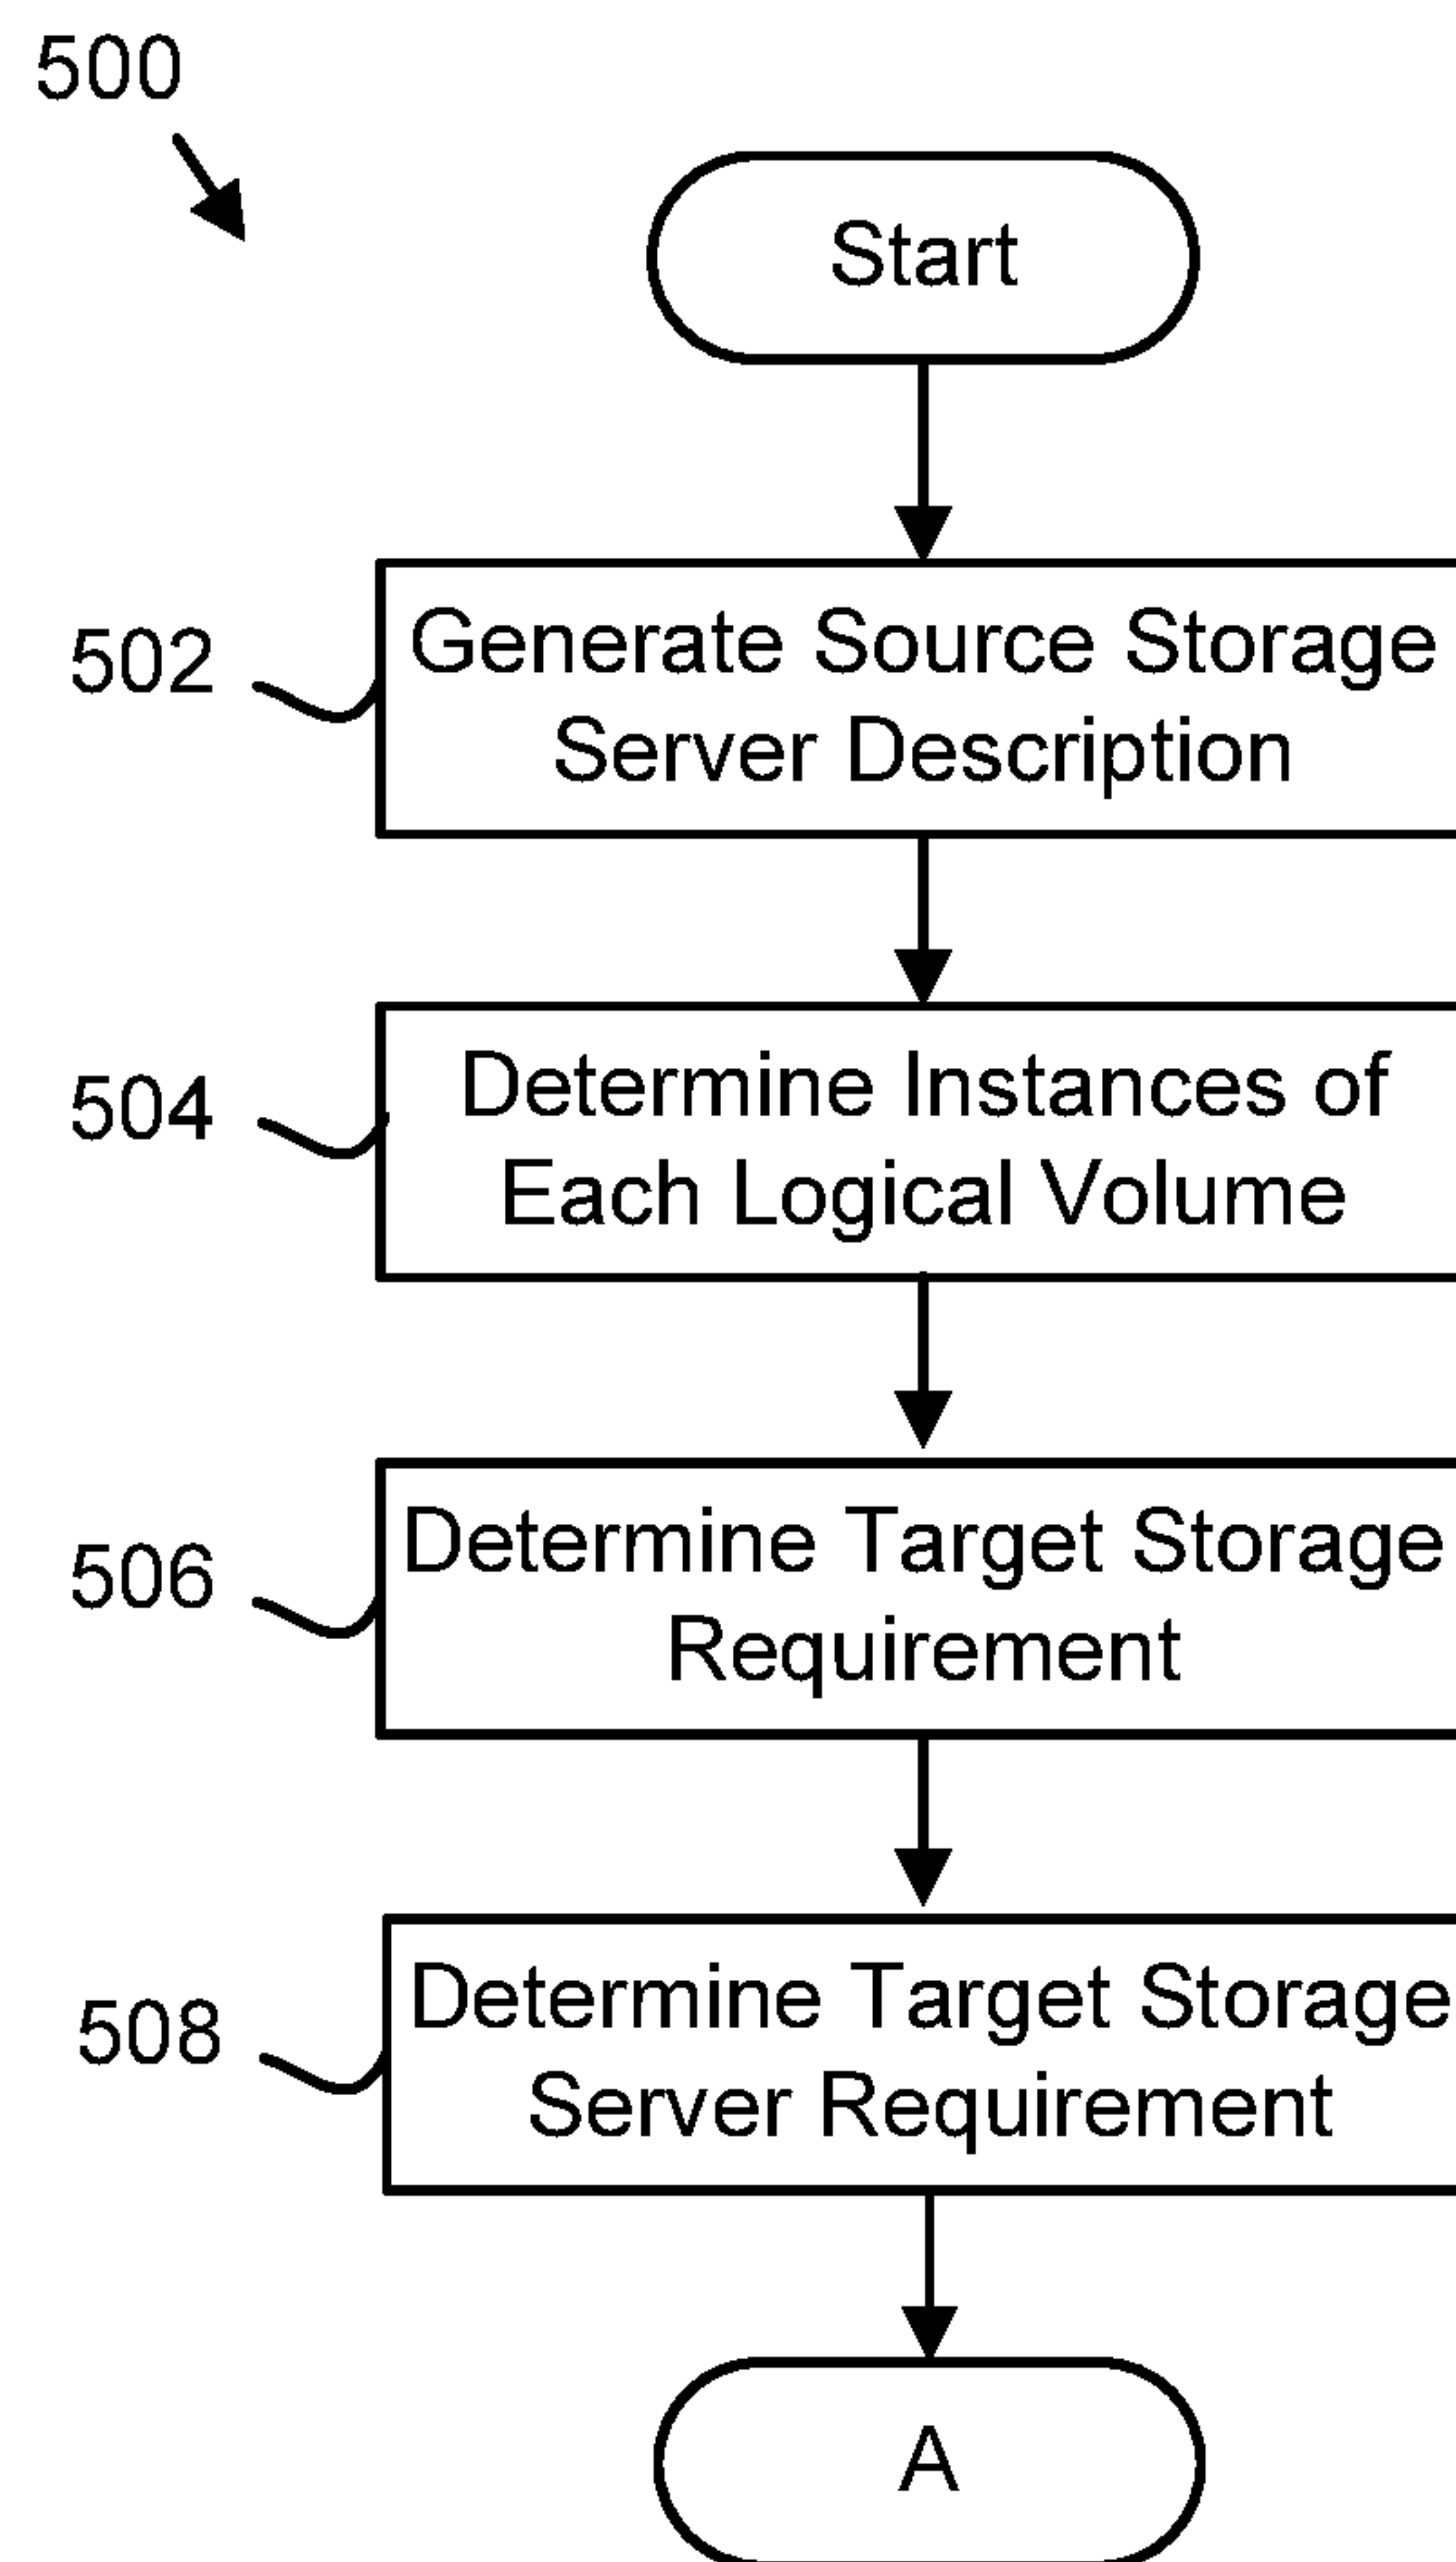 500
Start
502
Generate Source Storage
Server Description
504
Determine Instances of
Each Logical Volume
506
Determine Target Storage
Requirement
508
Determine Target Storage
Server Requirement
A